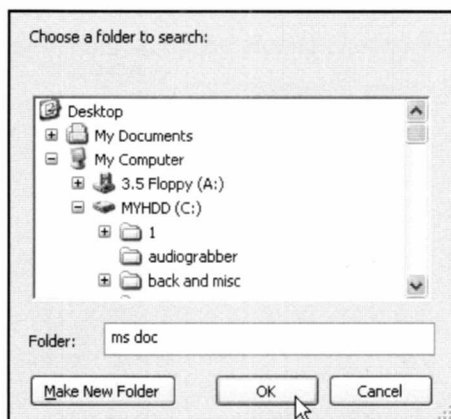 Choose a folder to search:
Desktop
My Documents
My Computer
3.5 Floppy (A:)
MYHDD (C:)
1
audiograbber
back and misc
Folder: ms doc
Make New Folder OK Cancel